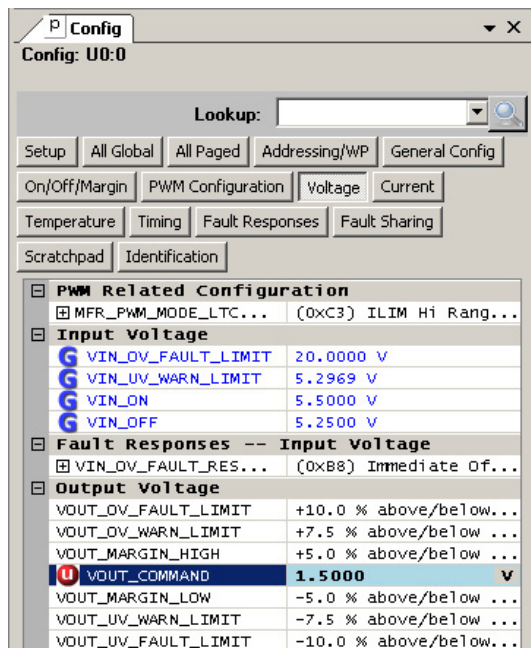 p Config
Config: U0:0
Lookup:
Setup All Global All Paged Addressing/WP General Config
On/Off/Margin PWM Configuration Voltage Current
Temperature Timing Fault Responses Fault Sharing
Scratchpad Identification
PWM Related Configuration
MFR_PWM_MODE_LTC... (0xC3) ILIM Hi Rang...
Input Voltage
G VIN_OV_FAULT_LIMIT 20.0000 V
G VIN_UV_WARN_LIMIT 5.2969 V
G VIN_ON 5.5000 V
G VIN_OFF 5.2500 V
Fault Responses -- Input Voltage
VIN_OV_FAULT_RES... (0xB8) Immediate Of...
Output Voltage
VOUT_OV_FAULT_LIMIT +10.0 % above/below...
VOUT_OV_WARN_LIMIT +7.5 % above/below ...
VOUT_MARGIN_HIGH +5.0 % above/below ...
U VOUT_COMMAND 1.5000 V
VOUT_MARGIN_LOW -5.0 % above/below ...
VOUT_UV_WARN_LIMIT -7.5 % above/below ...
VOUT_UV_FAULT_LIMIT -10.0 % above/below...